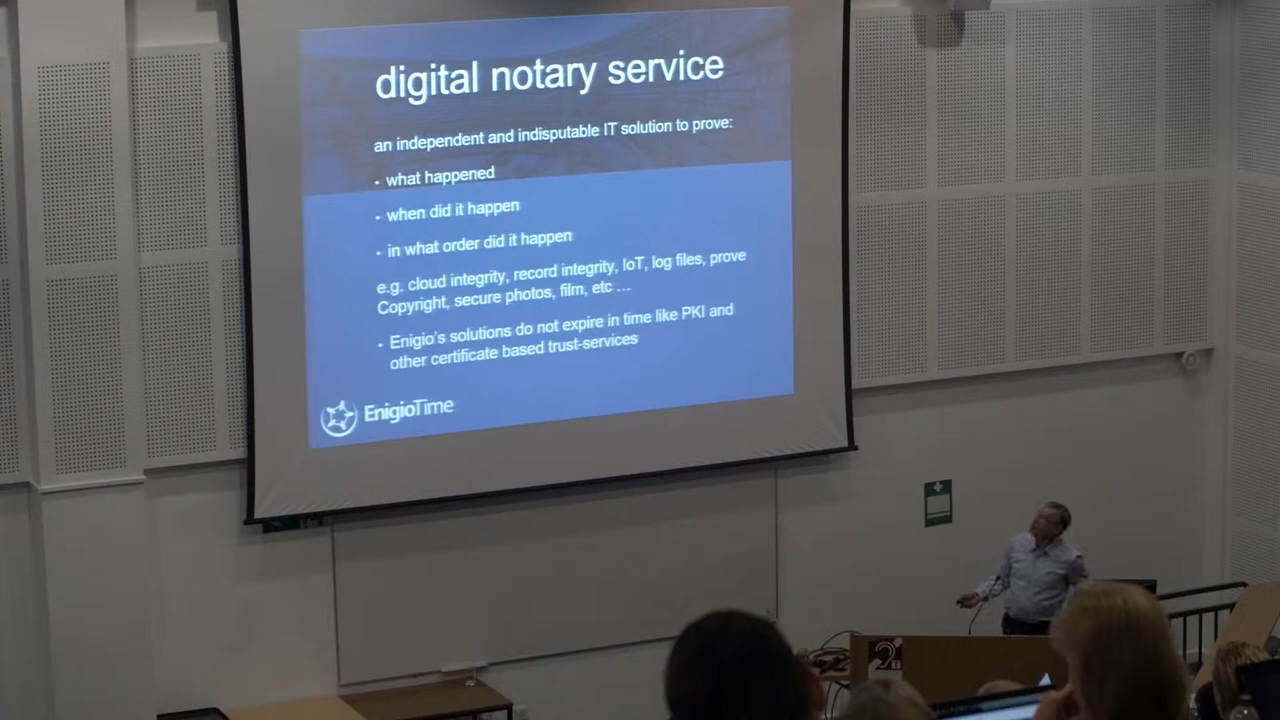 digital notary service
an independent and indisputable IT solution to prove:
• what happened
• when did it happen
• in what order did it happen
e.g. cloud integrity, record integrity, IoT, log files, prove
Copyright, secure photos, film, etc ...
• Enigio's solutions do not expire in time like PKI and
other certificate based trust-services
EnigioTime